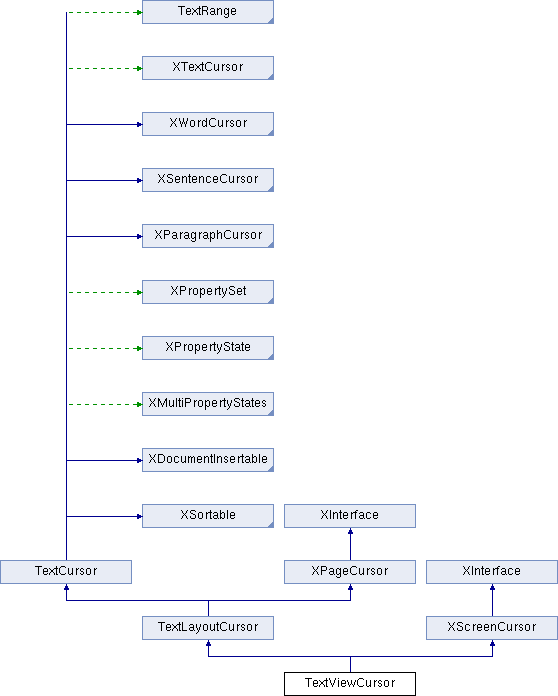 TextRange
XTextCursor
XWordCursor
XSentenceCursor
XParagraphCursor
XPropertySet
XPropertyState
XMultiPropertyStates
XDocumentInsertable
XSortable
XInterface
TextCursor
XPageCursor
XInterface
TextLayoutCursor
XScreenCursor
TextViewCursor